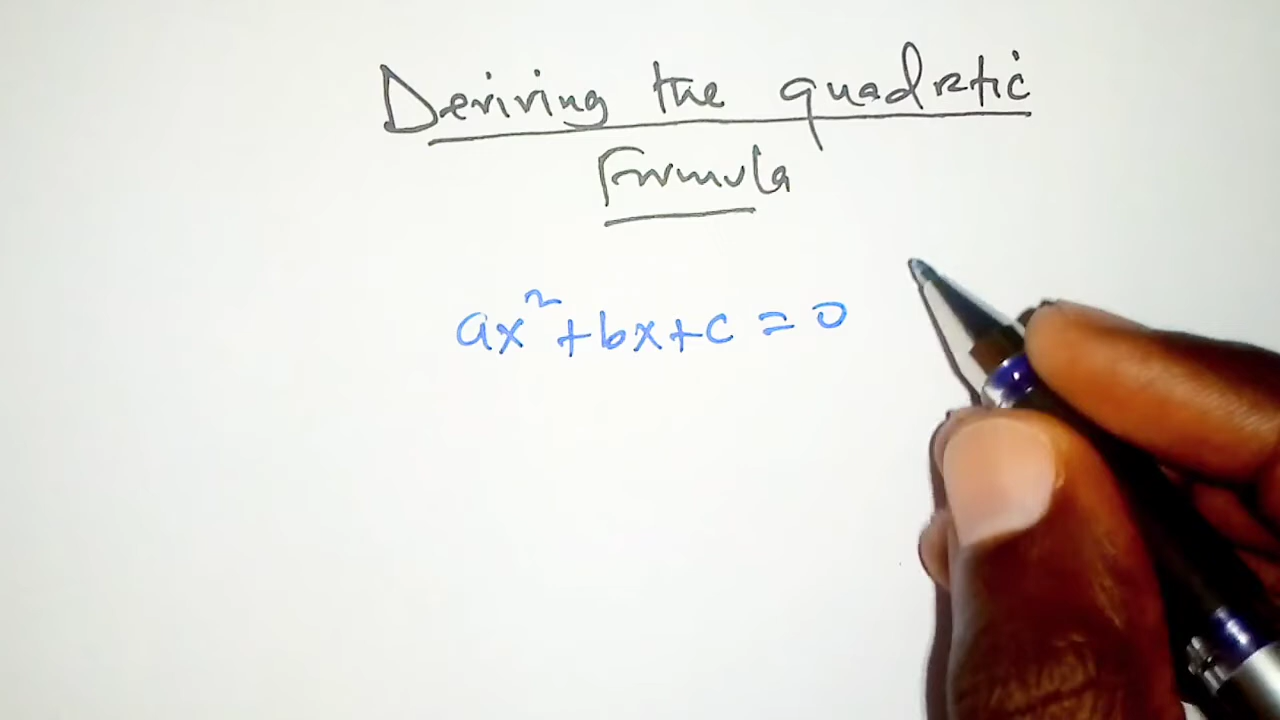 Deriving the quadratic
Formula
ax²+bx+c=0